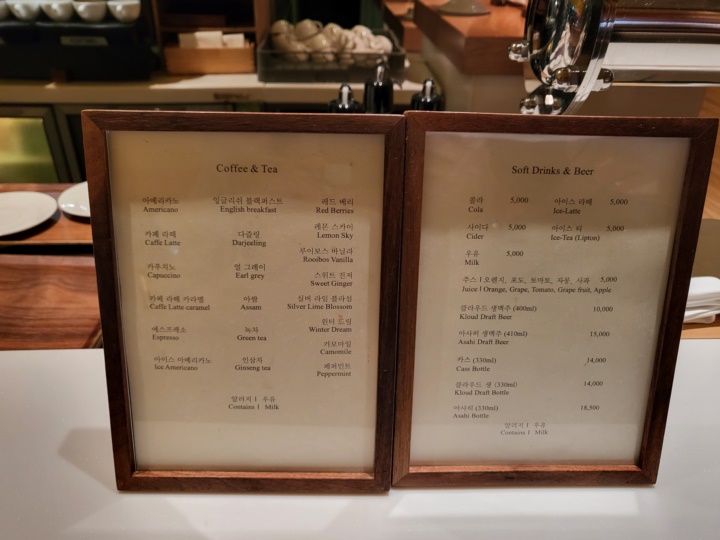 Coffee & Tea
아메리카노
Americano
카페 라떼
Caffe Latte
카푸치노
Capuccino
카페 라떼 카라멜
Caffe Latte caramel
에스프레소
Espresso
아이스 아메리카노
Ice Americano
잉글리쉬 블랙퍼스트
English breakfast
다즐링
Darjeeling
얼 그레이
Earl grey
아쌈
Assam
녹차
Green tea
인삼차
Ginseng tea
레드 베리
Red Berries
레몬 스카이
Lemon Sky
루이보스 바닐라
Rooebos Vanilla
스위트 진저
Sweet Ginger
실버 라임 블라썸
Silver Lime Blossom
윈터 드림
Winter Dream
카모마일
Camomile
페퍼민트
Peppermint
알러지 | 우유
Contains | Milk
Soft Drinks & Beer
콜라 5,000
Cola
아이스 라떼 5,000
Ice-Latte
사이다 5,000
Cider
아이스 티 5,000
Ice-Tea (Lipton)
우유 5,000
Milk
주스 | 오렌지, 포도, 토마토, 자몽, 사과 5,000
Juice | Orange, Grape, Tomato, Grape fruit, Apple
클라우드 생맥주 (400ml) 10,000
Kloud Draft Beer
아사히 생맥주 (410ml) 15,000
Asahi Draft Beer
카스 (330ml) 14,000
Cass Bottle
클라우드 생 (330ml) 14,000
Kloud Draft Bottle
아사히 (330ml) 18,500
Asahi Bottle
알러지 | 우유
Contains | Milk